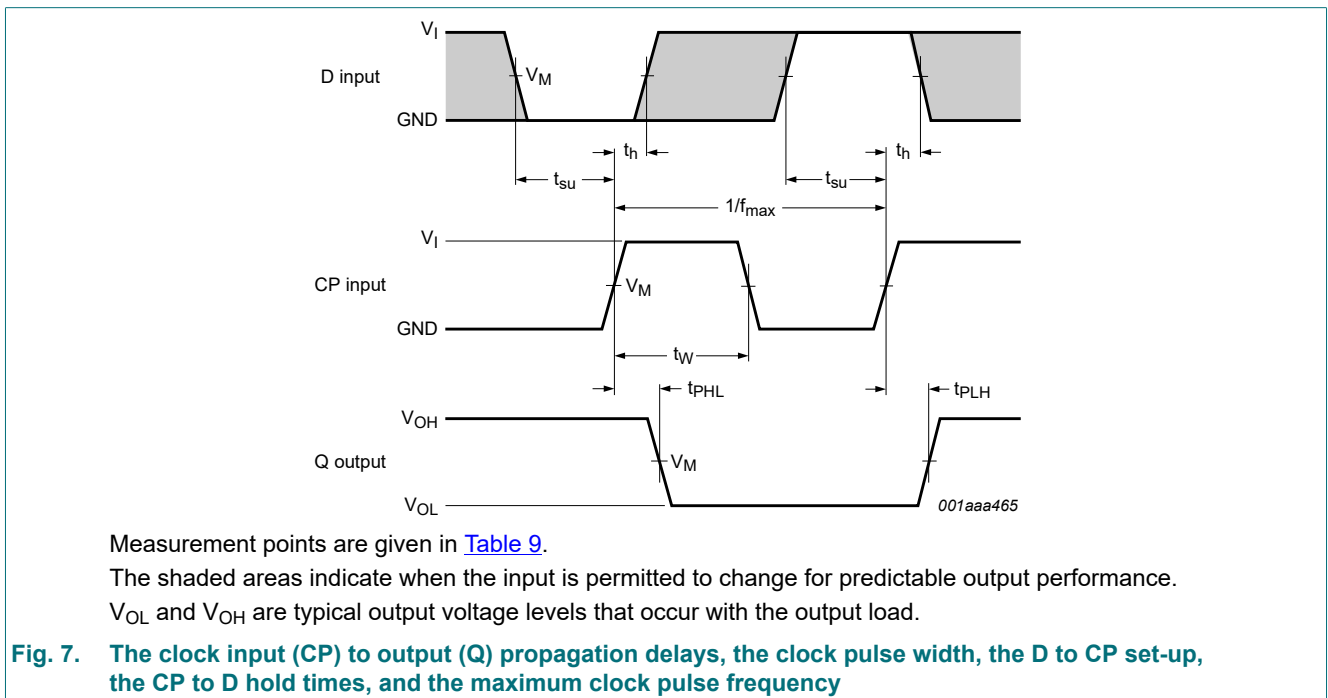 V_I
D input
V_M
GND
t_h
t_h
t_su
t_su
1/f_max
V_I
CP input
V_M
GND
t_W
t_PHL
t_PLH
V_OH
Q output
V_M
V_OL
001aaa465
Measurement points are given in Table 9.
The shaded areas indicate when the input is permitted to change for predictable output performance.
V_OL and V_OH are typical output voltage levels that occur with the output load.
Fig. 7. The clock input (CP) to output (Q) propagation delays, the clock pulse width, the D to CP set-up,
the CP to D hold times, and the maximum clock pulse frequency